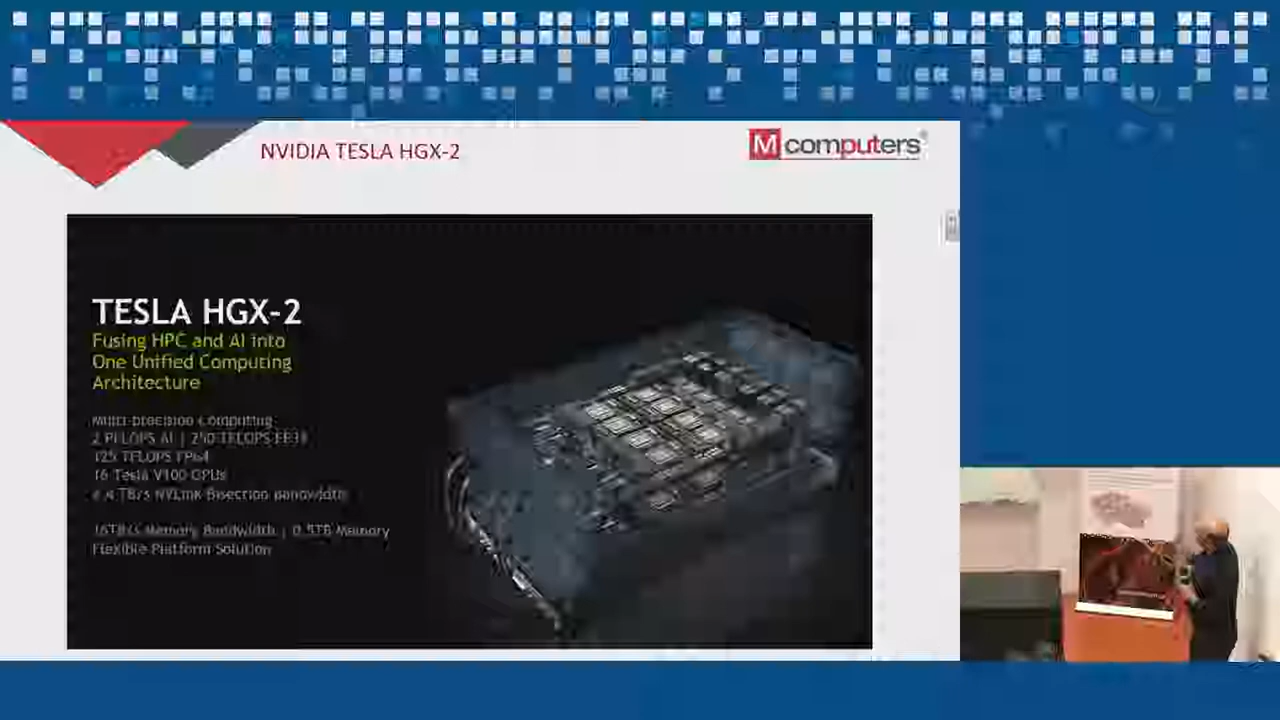 NVIDIA TESLA HGX-2
M computers®
TESLA HGX-2
Fusing HPC and AI into
One Unified Computing
Architecture
Multi-precision Computing
2 PFLOPS AI | 250 TFLOPS FP32
125 TFLOPS FP64
16 Tesla V100 GPUs
2.4 TB/s NVLink Bisection Bandwidth
16TB/s Memory Bandwidth | 0.5TB Memory
Flexible Platform Solution